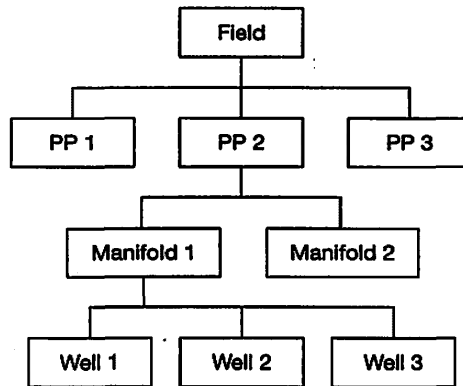 Field
PP 1 PP 2 PP 3
Manifold 1 Manifold 2
Well 1 Well 2 Well 3